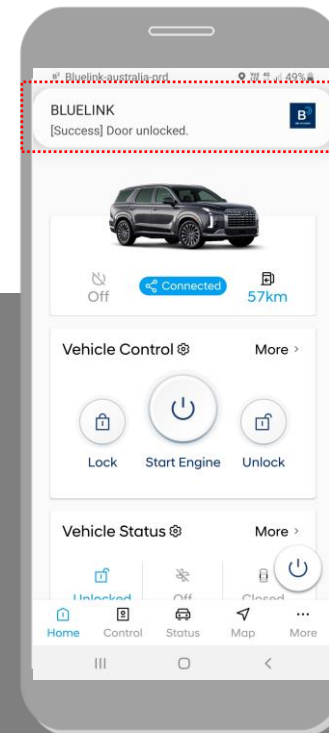 Bluelink-australia-prd 49%
BLUELINK
[Success] Door unlocked.
B
Off
Connected
57km
Vehicle Control More >
Lock Start Engine Unlock
Vehicle Status More >
Unlocked Off Closed
Home Control Status Map More